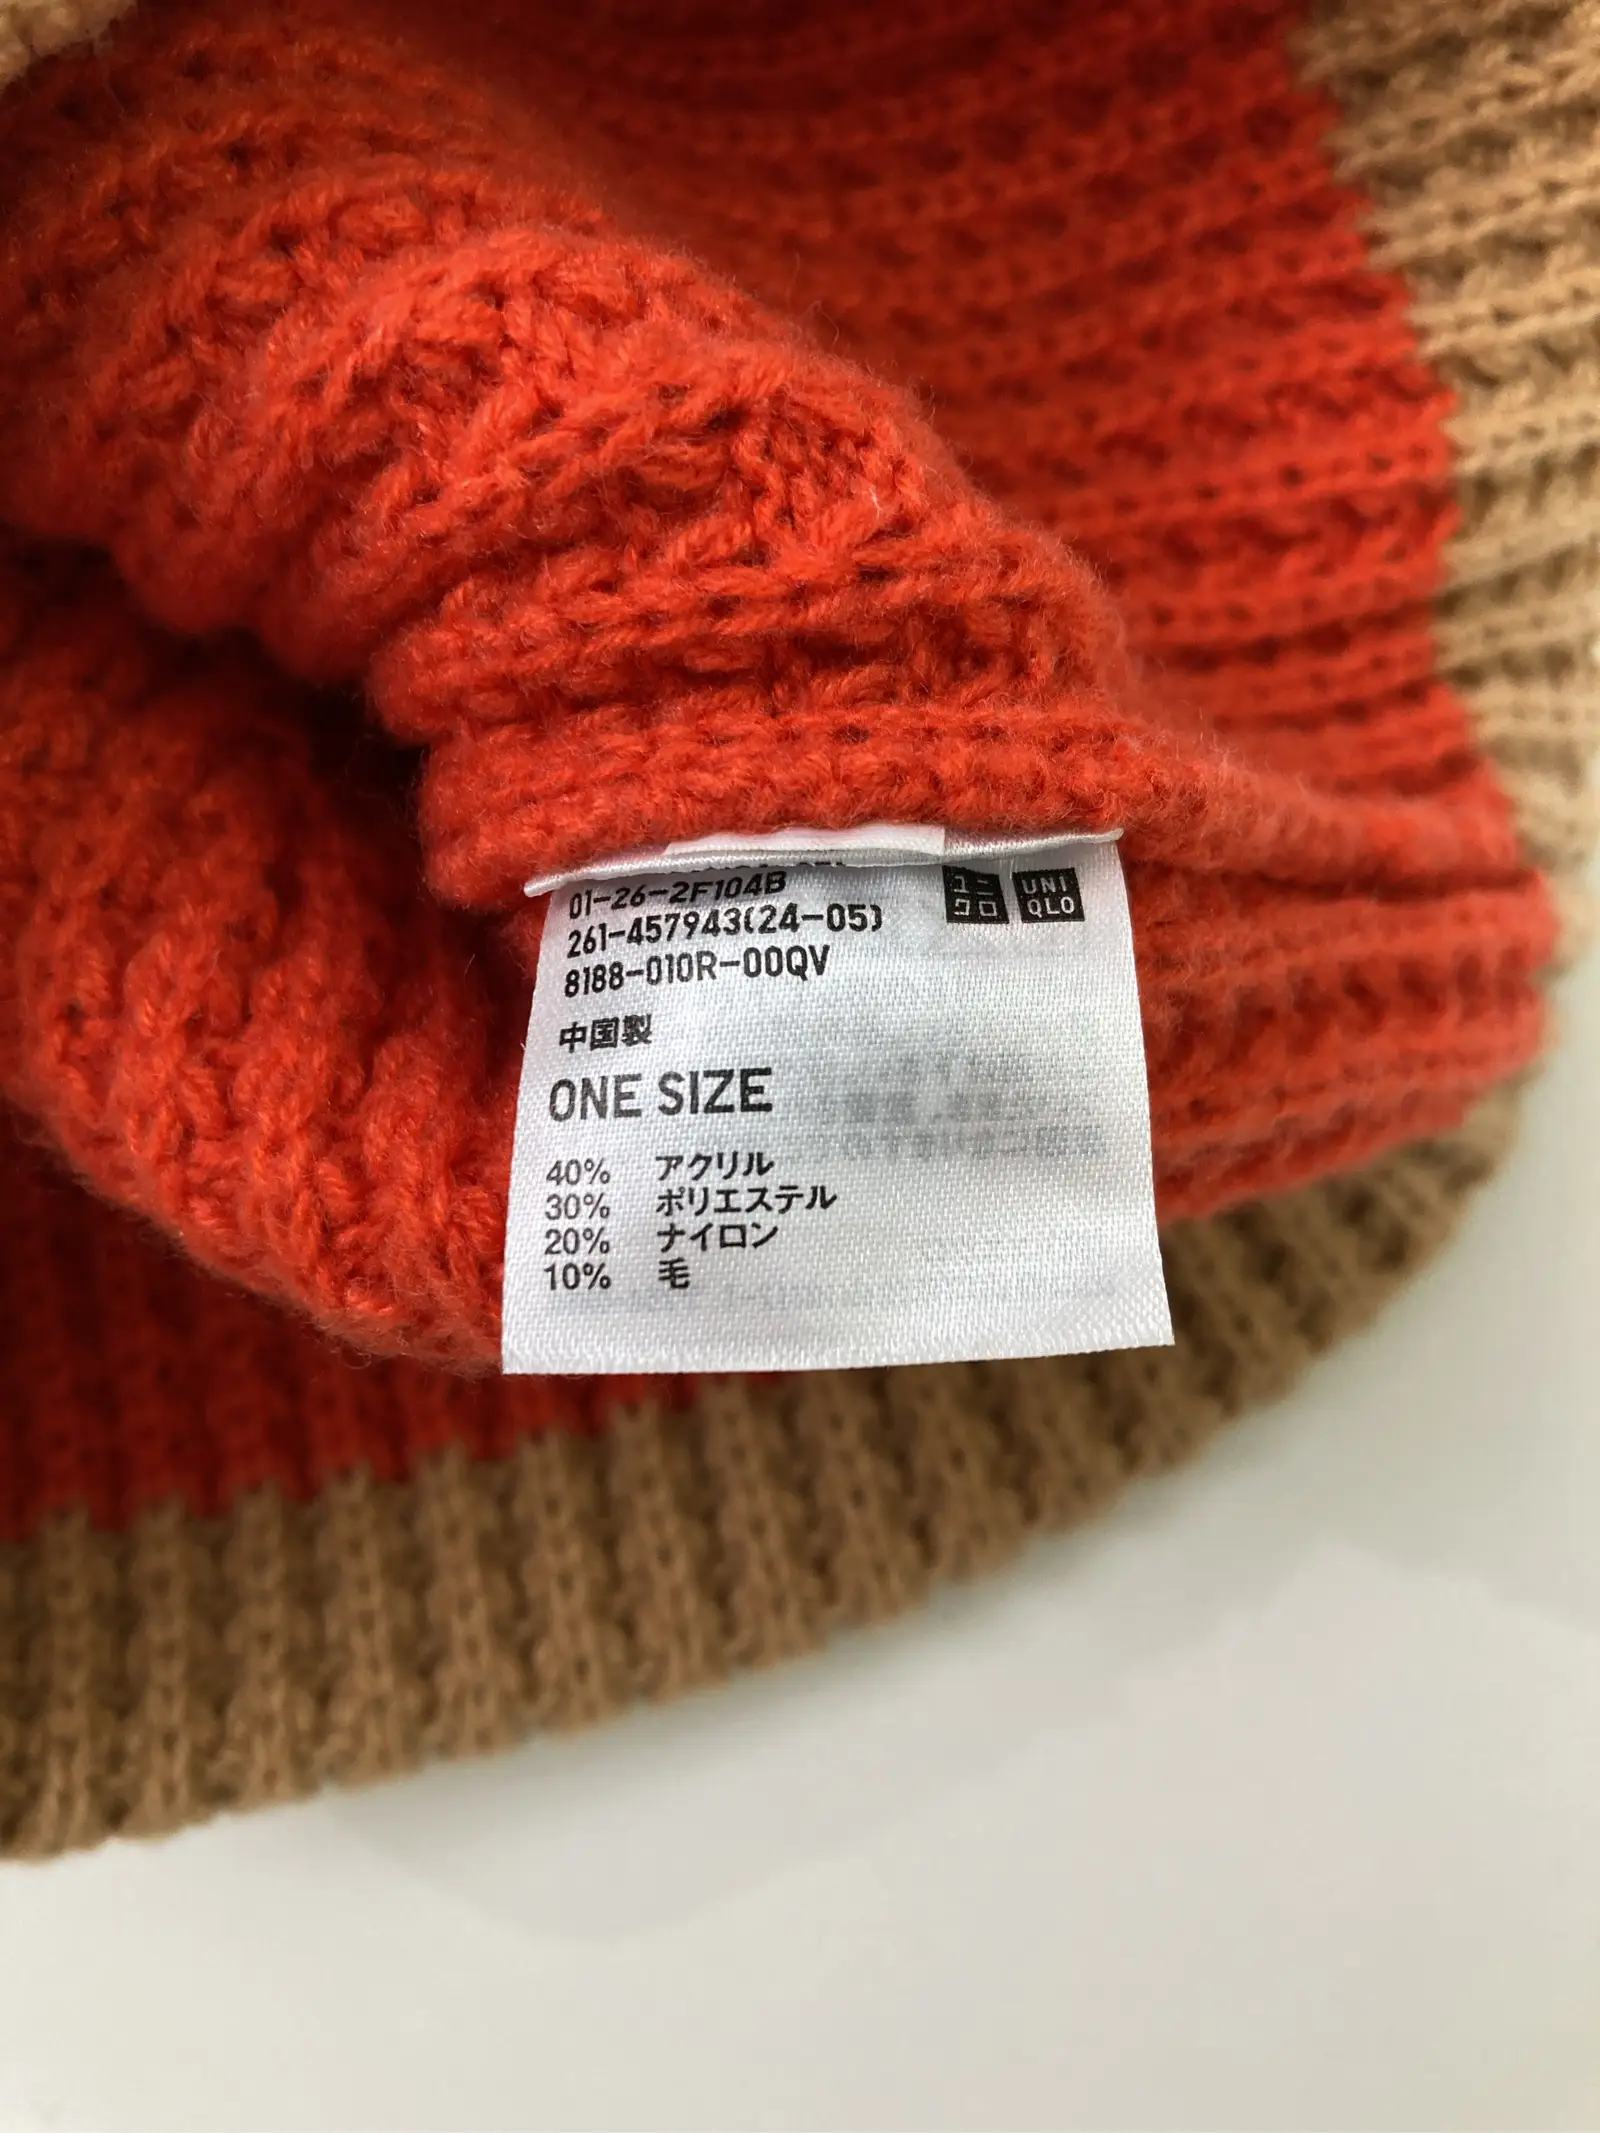 01-26-2F104B
261-457943(24-05)
8188-010R-00QV
ユニ
クロ
UNI
QLO
中国製
ONE SIZE
40% アクリル
30% ポリエステル
20% ナイロン
10% 毛